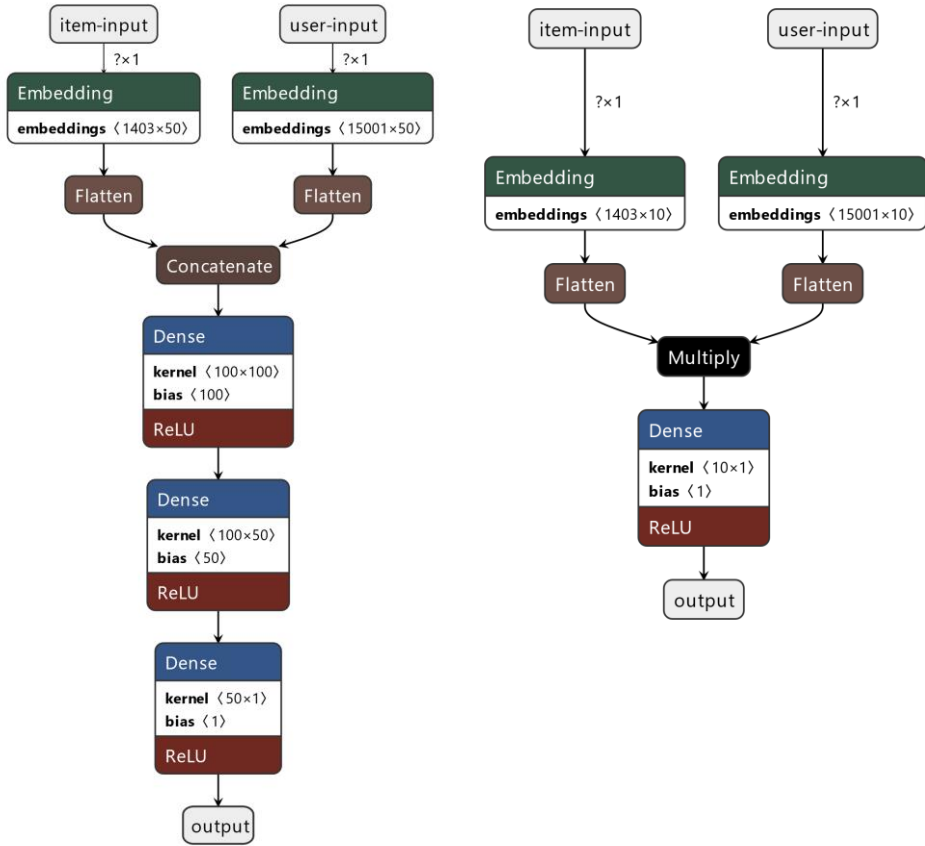 item-input
user-input
?×1
?×1
Embedding
embeddings 〈1403×50〉
Embedding
embeddings 〈15001×50〉
Flatten
Flatten
Concatenate
Dense
kernel 〈100×100〉
bias 〈100〉
ReLU
Dense
kernel 〈100×50〉
bias 〈50〉
ReLU
Dense
kernel 〈50×1〉
bias 〈1〉
ReLU
output
item-input
user-input
?×1
?×1
Embedding
embeddings 〈1403×10〉
Embedding
embeddings 〈15001×10〉
Flatten
Flatten
Multiply
Dense
kernel 〈10×1〉
bias 〈1〉
ReLU
output